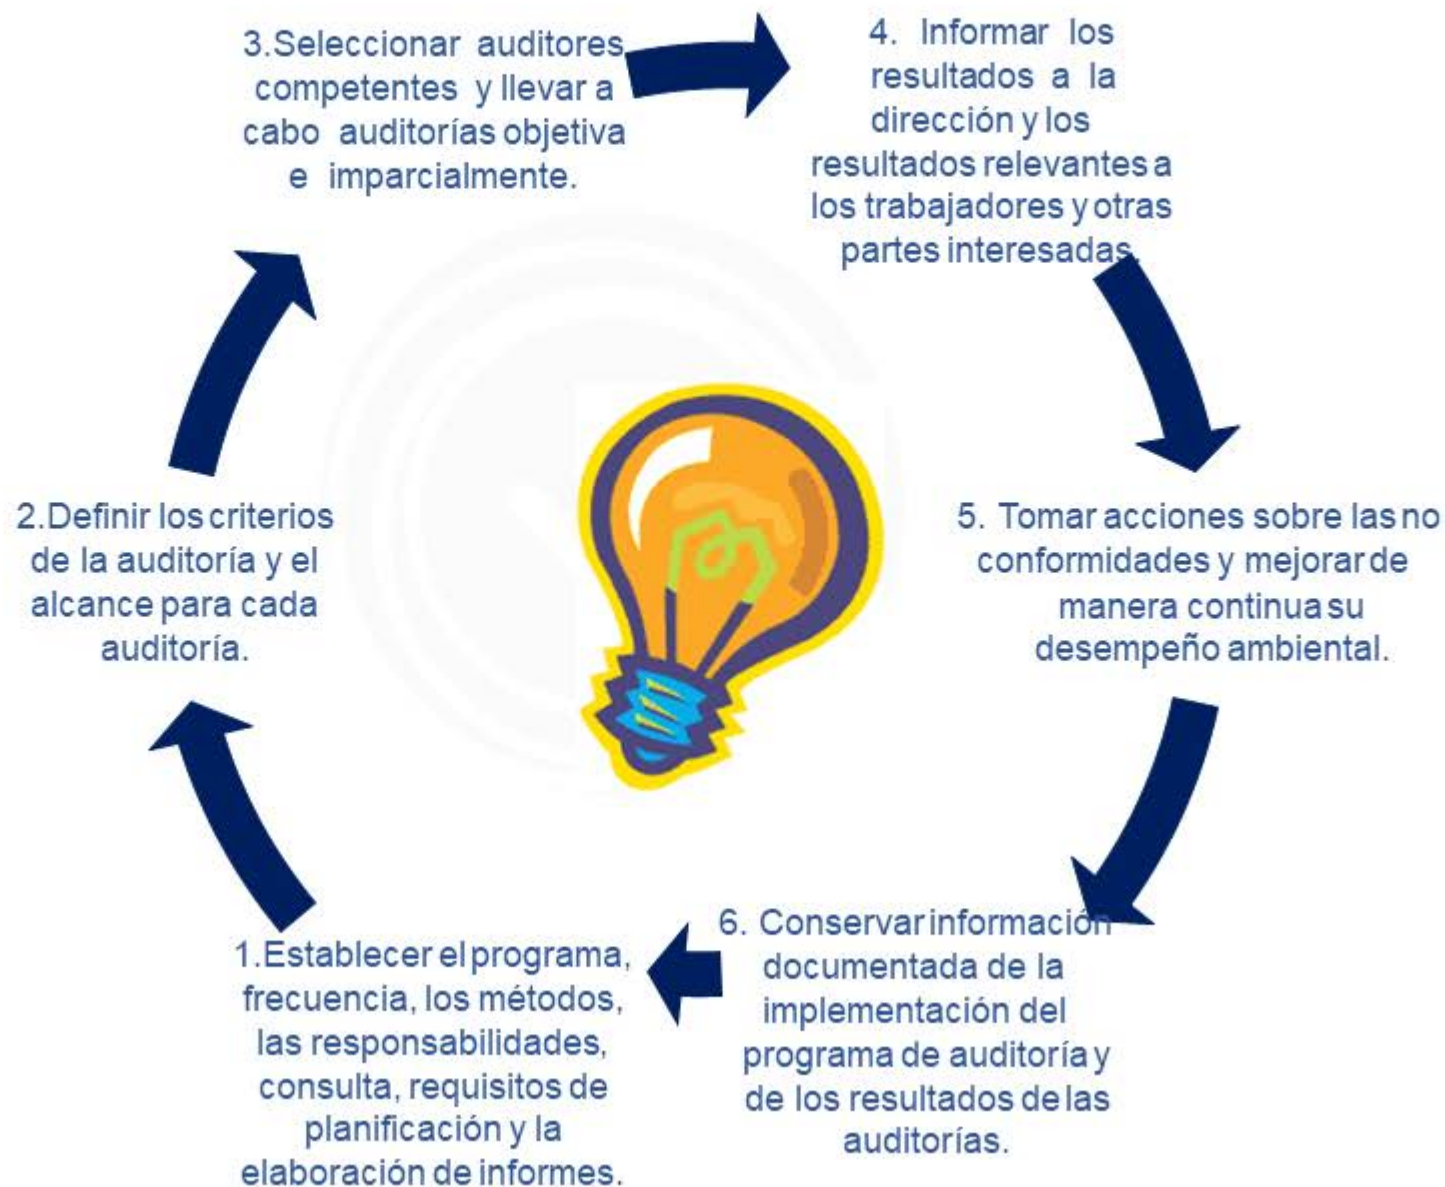 3.Seleccionar auditores
competentes y llevar a
cabo auditorías objetiva
e imparcialmente.
4. Informar los
resultados a la
dirección y los
resultados relevantes a
los trabajadores y otras
partes interesadas.
2.Definir los criterios
de la auditoría y el
alcance para cada
auditoría.
5. Tomar acciones sobre las no
conformidades y mejorar de
manera continua su
desempeño ambiental.
1.Establecer el programa,
frecuencia, los métodos,
las responsabilidades,
consulta, requisitos de
planificación y la
elaboración de informes.
6. Conservar información
documentada de la
implementación del
programa de auditoría y
de los resultados de las
auditorías.